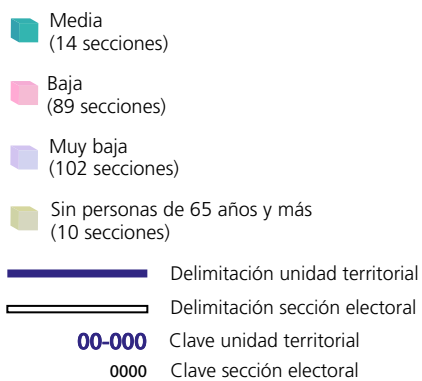 Media
(14 secciones)
Baja
(89 secciones)
Muy baja
(102 secciones)
Sin personas de 65 años y más
(10 secciones)
Delimitación unidad territorial
Delimitación sección electoral
00-000 Clave unidad territorial
0000 Clave sección electoral